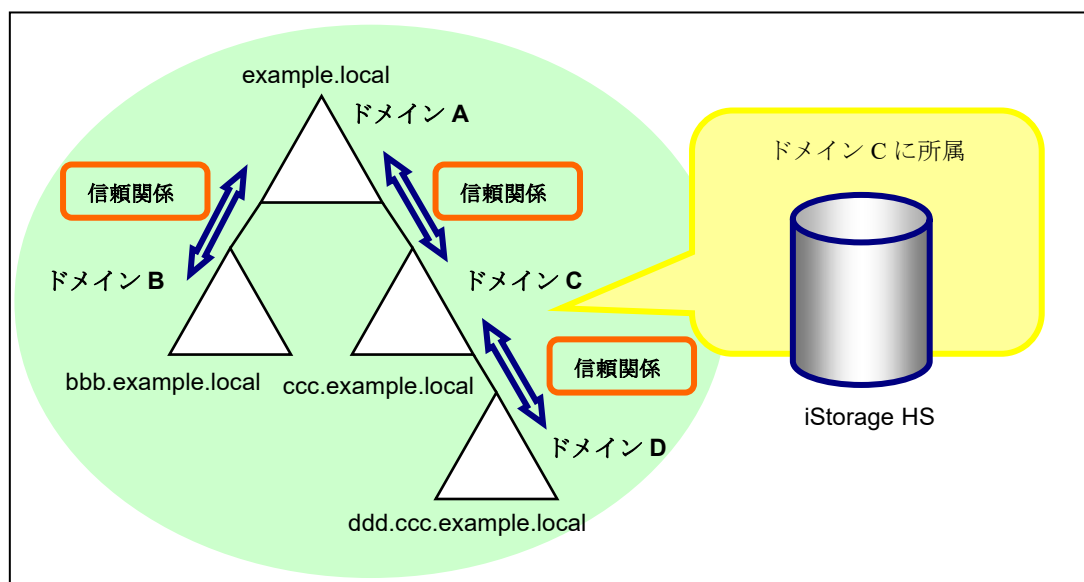 example.local
ドメイン A
信頼関係
信頼関係
ドメイン B
ドメイン C
bbb.example.local
ccc.example.local
信頼関係
ドメイン D
ddd.ccc.example.local
ドメイン C に所属
iStorage HS